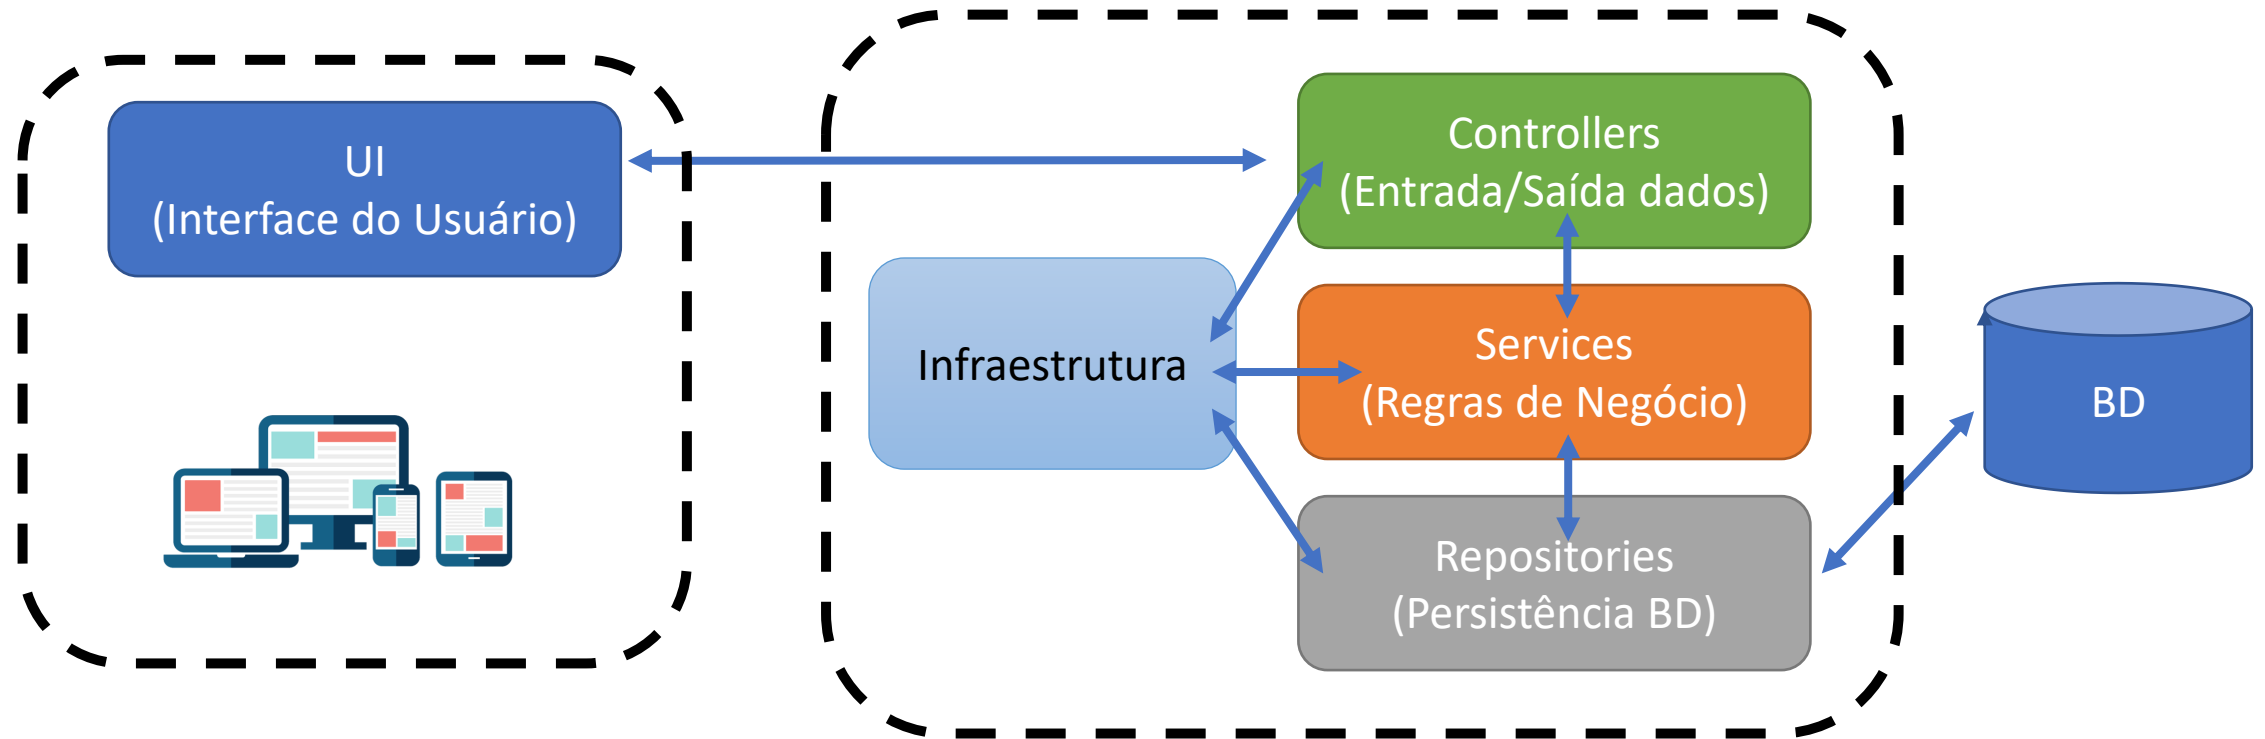 UI
(Interface do Usuário)
Controllers
(Entrada/Saída dados)
Infraestrutura
Services
(Regras de Negócio)
Repositories
(Persistência BD)
BD